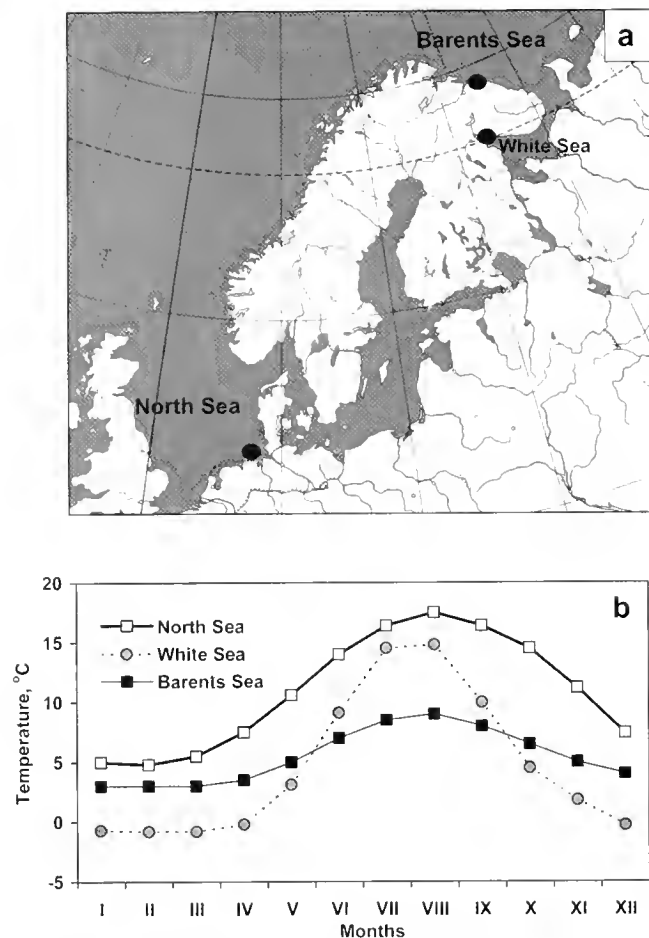 Barents Sea
a
White Sea
North Sea
20
15
10
5
0
-5
Temperature, °C
b
North Sea
White Sea
Barents Sea
I II III IV V VI VII VIII IX X XI XII
Months